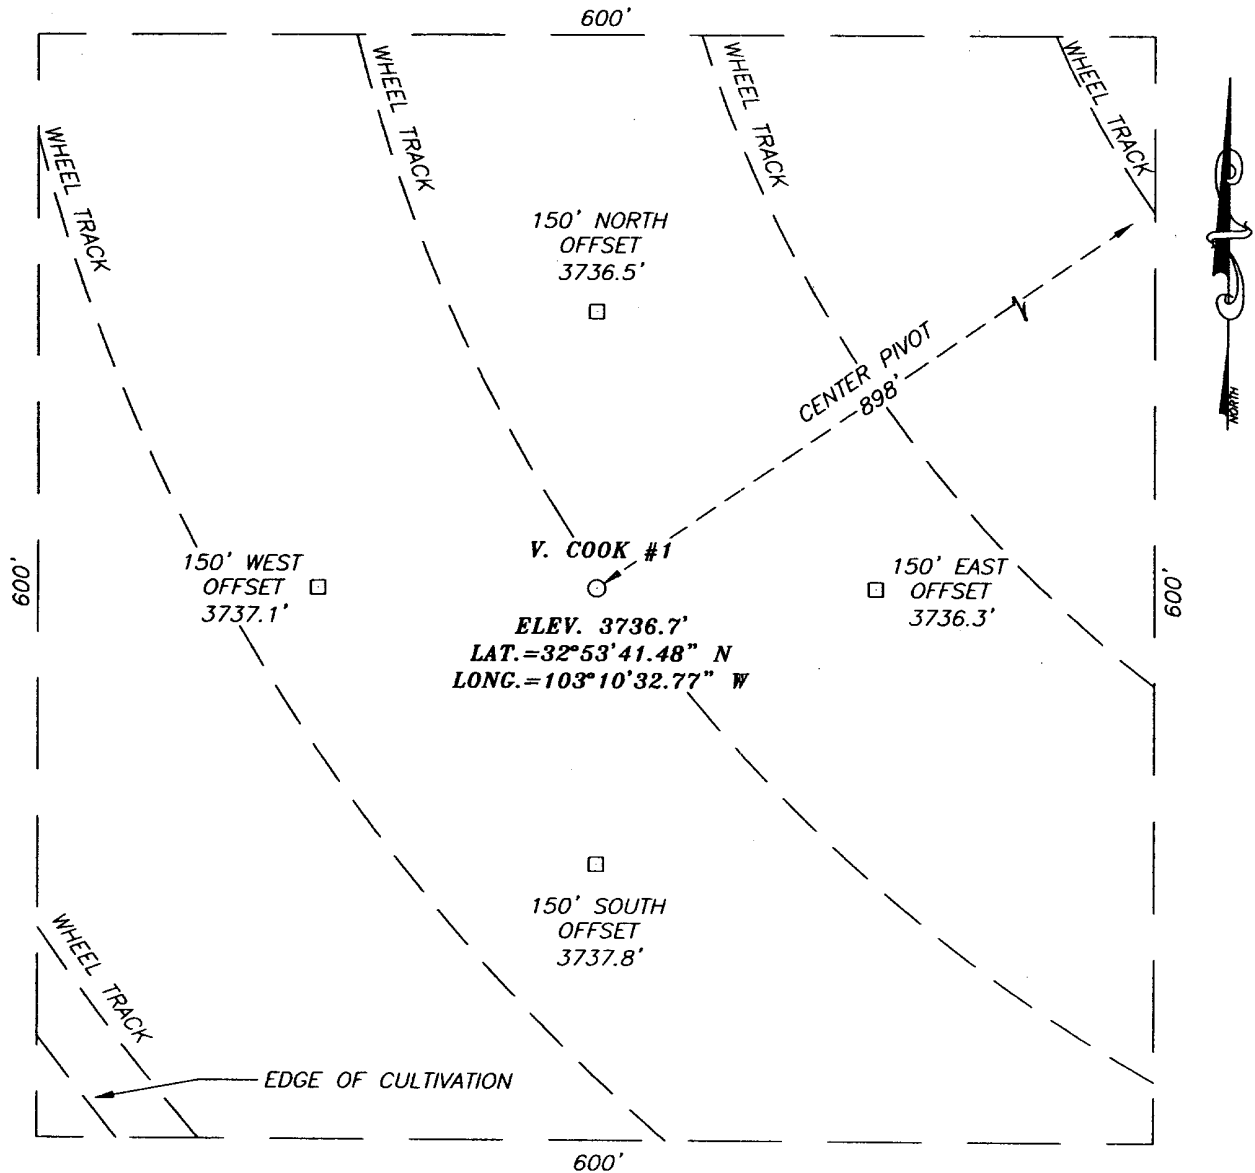 600'
WHEEL TRACK
WHEEL TRACK
WHEEL TRACK
WHEEL TRACK
150' NORTH
OFFSET
3736.5'
CENTER PIVOT
898'
NORTH
600'
150' WEST
OFFSET
3737.1'
V. COOK #1
ELEV. 3736.7'
LAT.=32°53'41.48" N
LONG.=103°10'32.77" W
150' EAST
OFFSET
3736.3'
600'
150' SOUTH
OFFSET
3737.8'
WHEEL TRACK
EDGE OF CULTIVATION
600'